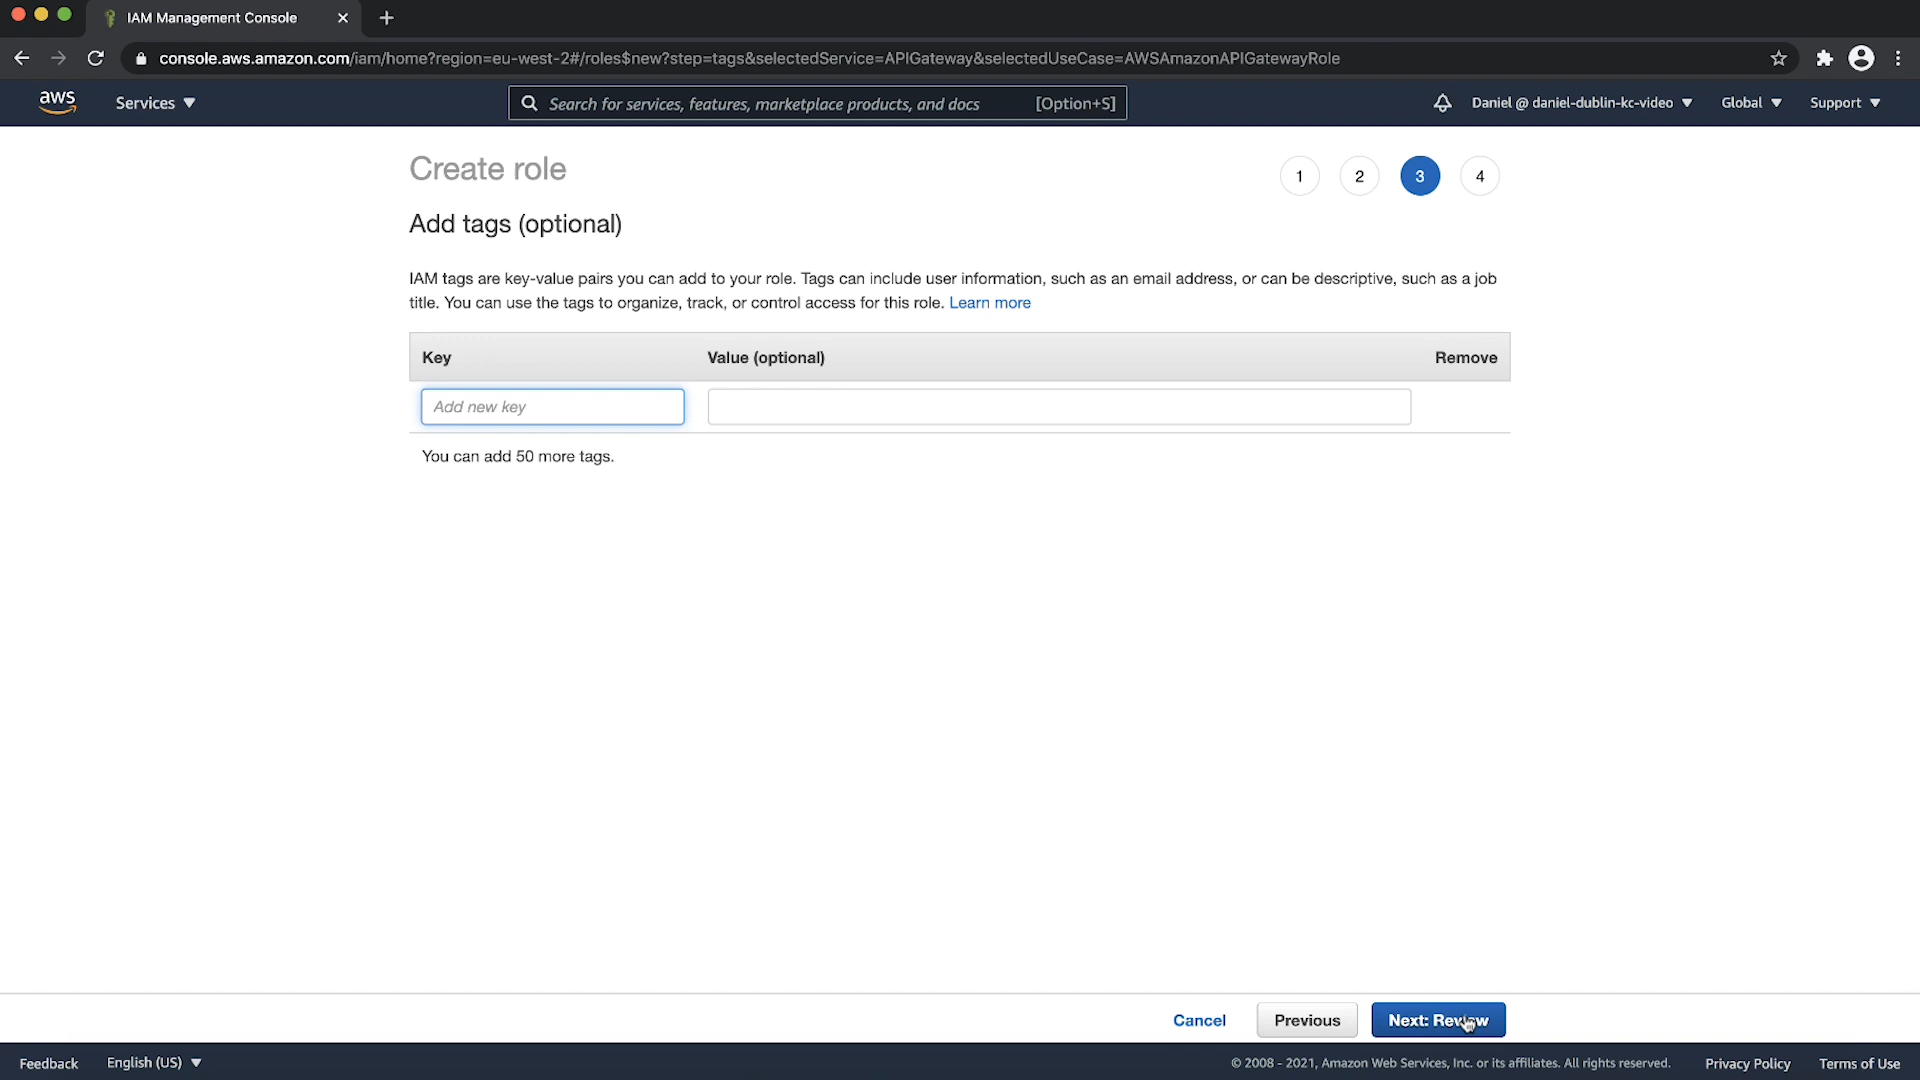 IAM Management Console
console.aws.amazon.com/iam/home?region=eu-west-2#/roles$new?step=tags&selectedService=APIGateway&selectedUseCase=AWSAmazonAPIGatewayRole
aws
Services
Search for services, features, marketplace products, and docs
[Option+S]
Daniel @ daniel-dublin-kc-video
Global
Support
Create role
1
2
3
4
Add tags (optional)
IAM tags are key-value pairs you can add to your role. Tags can include user information, such as an email address, or can be descriptive, such as a job
title. You can use the tags to organize, track, or control access for this role. Learn more
Key
Value (optional)
Remove
Add new key
You can add 50 more tags.
Cancel
Previous
Next: Review
Feedback
English (US)
© 2008 - 2021, Amazon Web Services, Inc. or its affiliates. All rights reserved.
Privacy Policy
Terms of Use